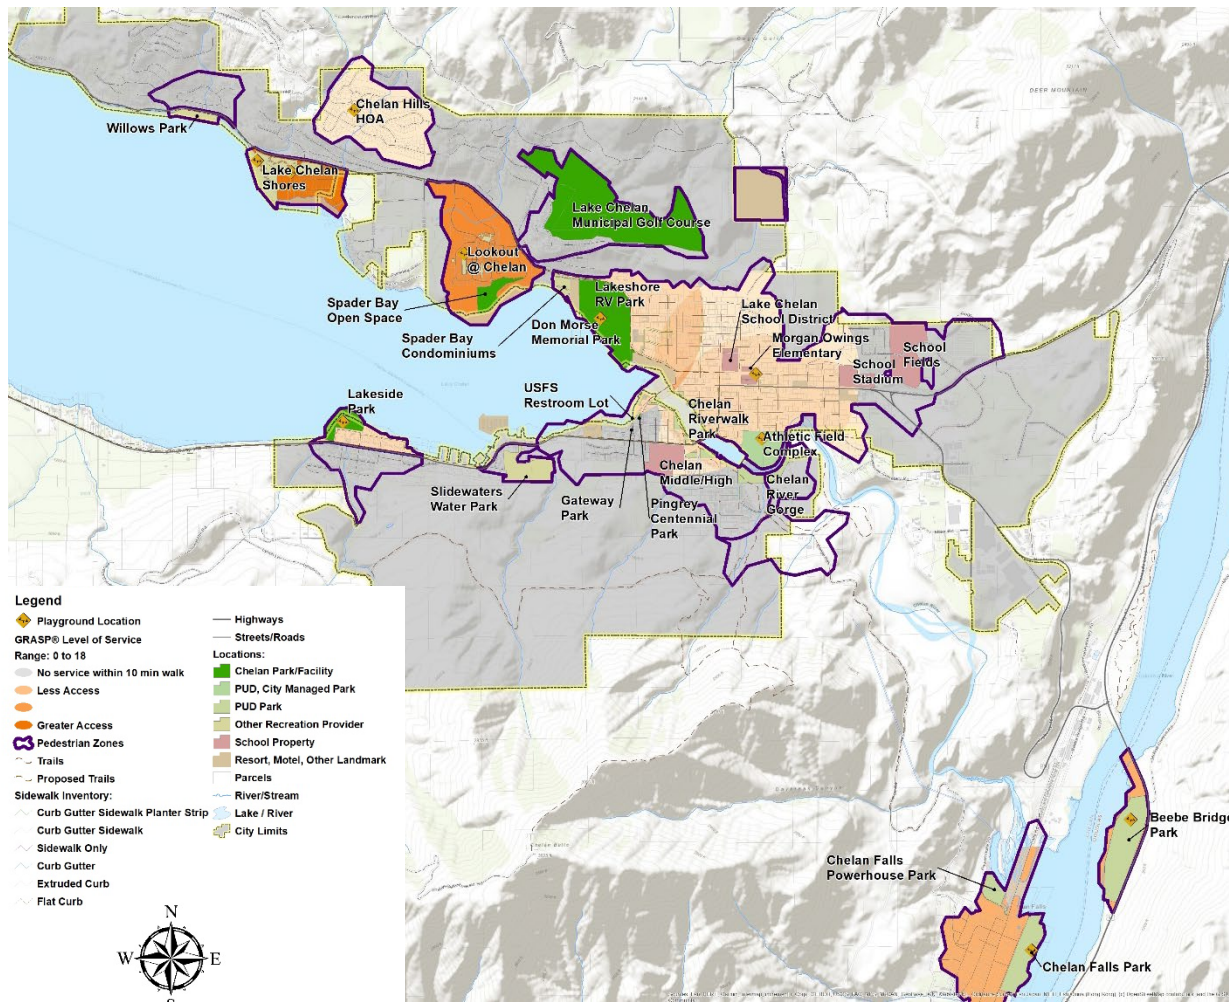 Willows Park
Chelan Hills
HOA
Lake Chelan
Shores
Lake Chelan
Municipal Golf Course
DEER MOUNTAIN
Lookout
@ Chelan
Spader Bay
Open Space
Spader Bay
Condominiums
Lakeshore
RV Park
Don Morse
Memorial Park
Lake Chelan
School District
Morgan Owings
Elementary
School
Fields
School
Stadium
USFS
Restroom Lot
Lakeside
Park
Chelan
Riverwalk
Park
Athletic Field
Complex
Chelan
Middle/High
Chelan
River
Gorge
Slidewaters
Water Park
Gateway
Park
Pingrey
Centennial
Park
Beebe Bridge
Park
Chelan Falls
Powerhouse Park
Chelan Falls Park
Legend
Playground Location
GRASP® Level of Service
Range: 0 to 18
No service within 10 min walk
Less Access
Greater Access
Pedestrian Zones
Trails
Proposed Trails
Sidewalk Inventory:
Curb Gutter Sidewalk Planter Strip
Curb Gutter Sidewalk
Sidewalk Only
Curb Gutter
Extruded Curb
Flat Curb
Highways
Streets/Roads
Locations:
Chelan Park/Facility
PUD, City Managed Park
PUD Park
Other Recreation Provider
School Property
Resort, Motel, Other Landmark
Parcels
River/Stream
Lake / River
City Limits
N
W E
S